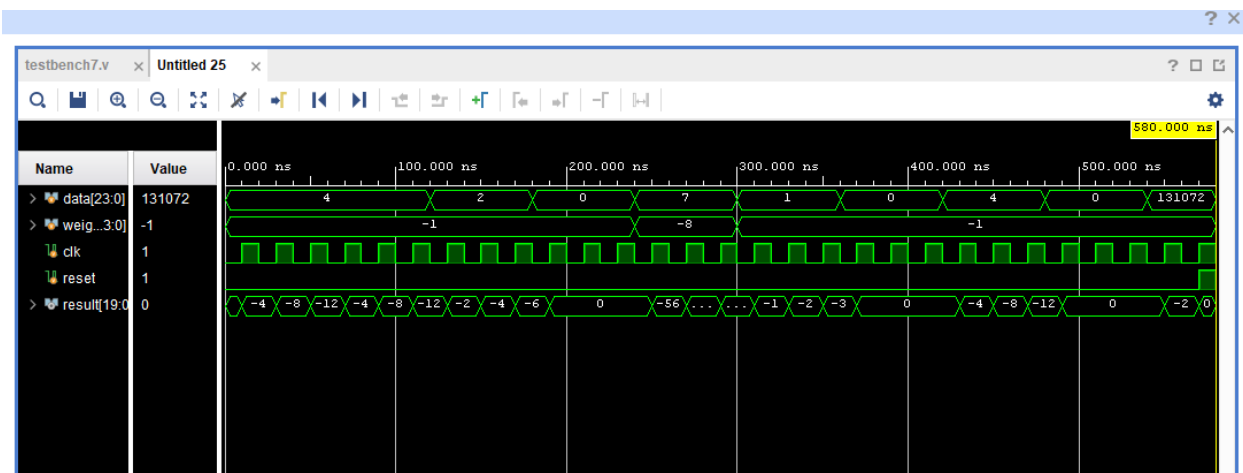 ? ×
testbench7.v × Untitled 25 × ?
580.000 ns
Name Value 0.000 ns 100.000 ns 200.000 ns 300.000 ns 400.000 ns 500.000 ns
> data[23:0] 131072 4 2 0 7 1 0 4 0 131072
> weig...3:0] -1 -1 -8 -1
clk 1
reset 1
> result[19:0 0 -4 -8 -12 -4 -8 -12 -2 -4 -6 0 -56 ... ... -1 -2 -3 0 -4 -8 -12 0 -2 0